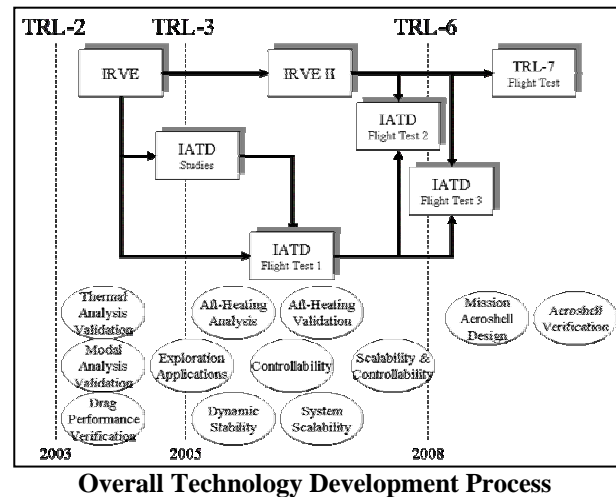 TRL-2
TRL-3
TRL-6
IRVE
IRVE II
TRL-7
Flight Test
IATD
Flight Test 2
IATD
Studies
IATD
Flight Test 3
IATD
Flight Test 1
Thermal
Analysis
Validation
Aft-Heating
Analysis
Aft-Heating
Validation
Mission
Aeroshell
Design
Aeroshell
Verification
Modal
Analysis
Validation
Exploration
Applications
Controllability
Scalability &
Controllability
Drag
Performance
Verification
Dynamic
Stability
System
Scalability
2003
2005
2008
Overall Technology Development Process